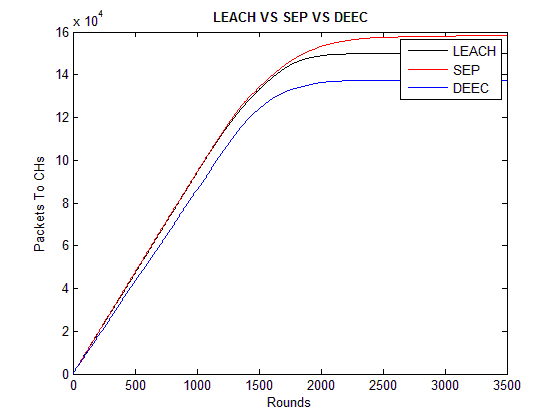 LEACH VS SEP VS DEEC
x 10^4
16
14
12
10
8
6
4
2
0
Packets To CHs
LEACH
SEP
DEEC
0 500 1000 1500 2000 2500 3000 3500
Rounds